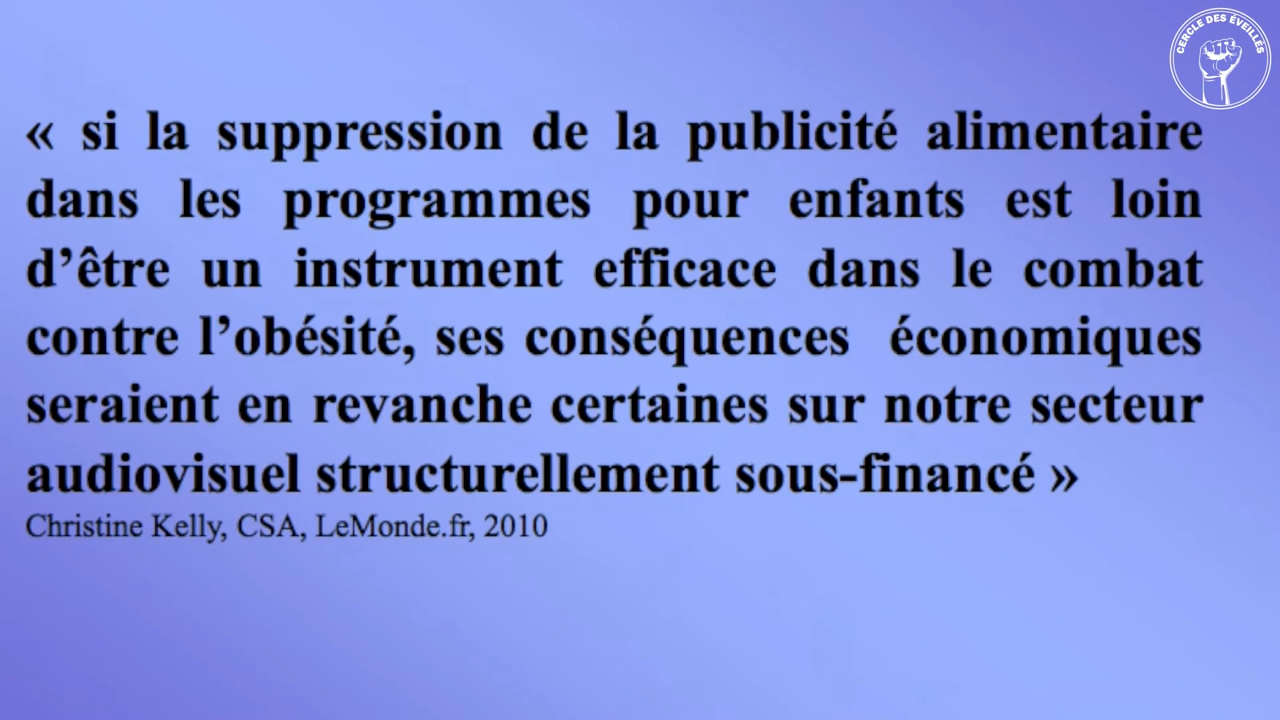 CERCLE DES ÉVEILLÉS
« si la suppression de la publicité alimentaire
dans les programmes pour enfants est loin
d’être un instrument efficace dans le combat
contre l’obésité, ses conséquences économiques
seraient en revanche certaines sur notre secteur
audiovisuel structurellement sous-financé »
Christine Kelly, CSA, LeMonde.fr, 2010